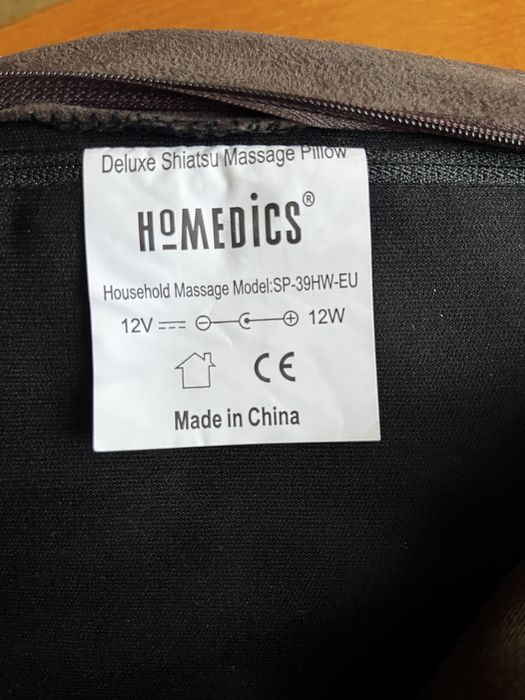 Deluxe Shiatsu Massage Pillow
HoMEDiCS®
Household Massage Model:SP-39HW-EU
12V 12W
CE
Made in China